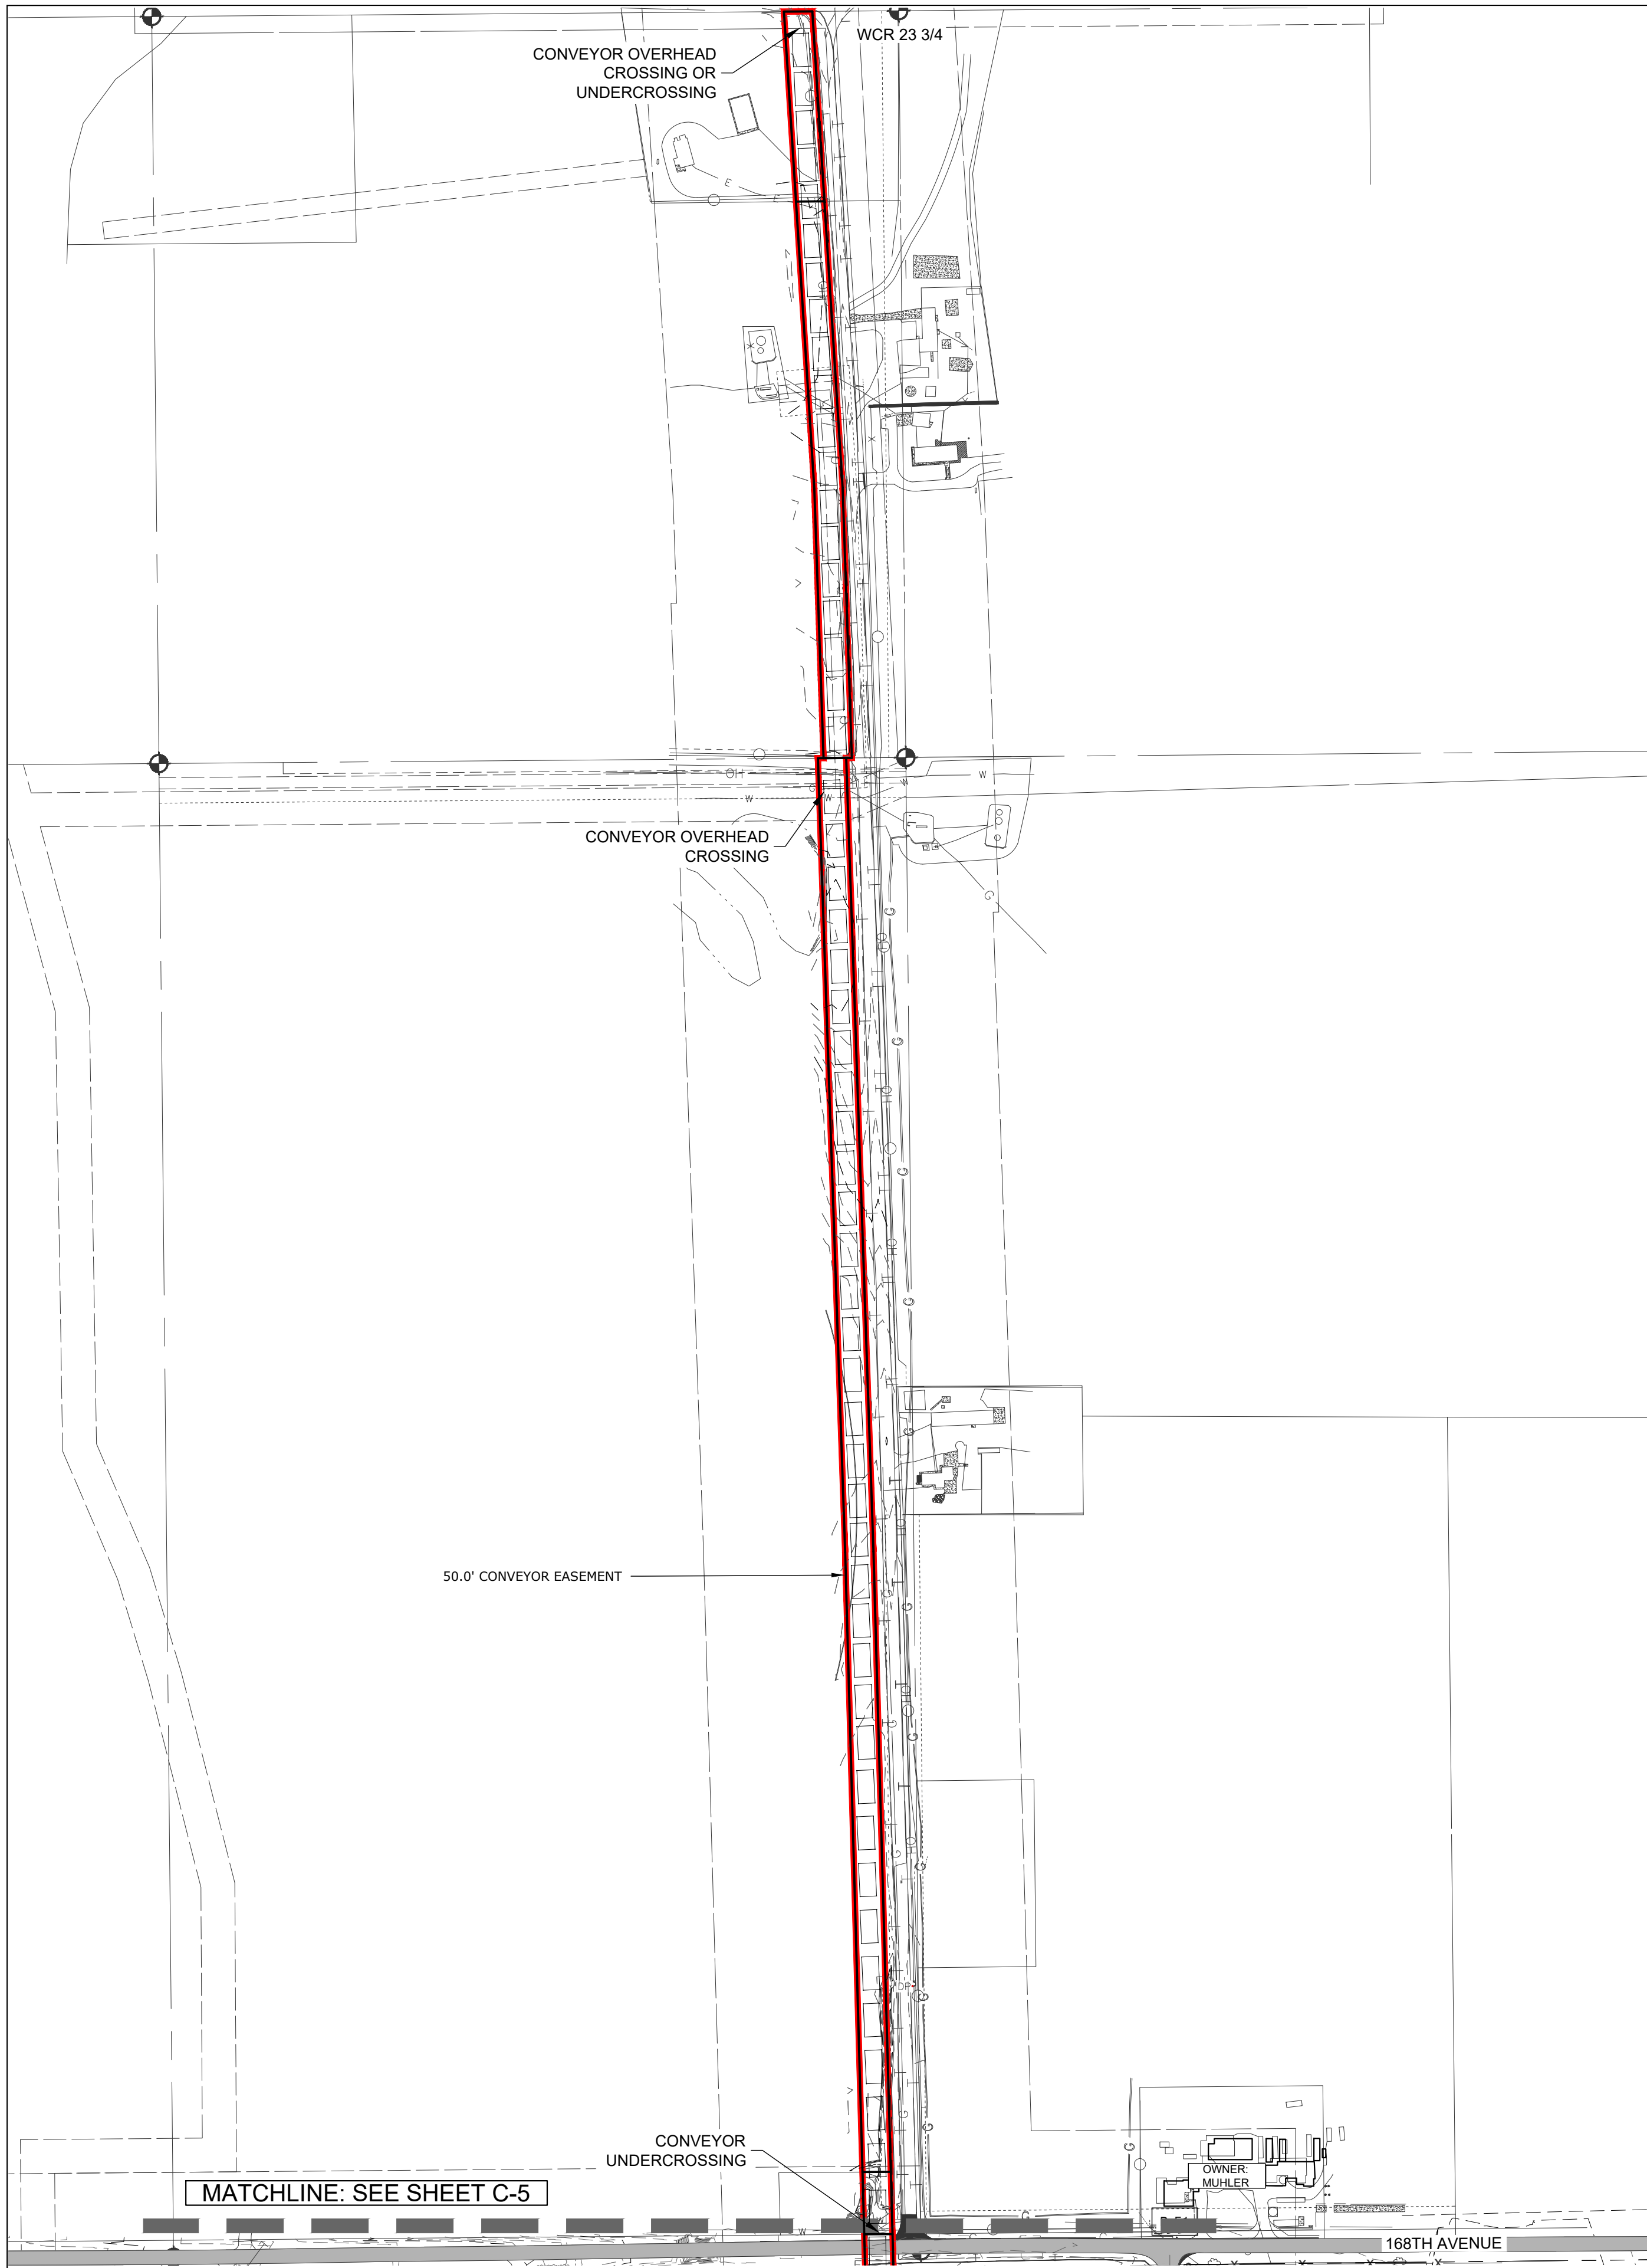 WCR 23 3/4
CONVEYOR OVERHEAD
CROSSING OR
UNDERCROSSING
E
OH
W
W
W
W
CONVEYOR OVERHEAD
CROSSING
G
G
G
G
G
G
50.0' CONVEYOR EASEMENT
G
G
G
G
G
CONVEYOR
UNDERCROSSING
OWNER:
MUHLER
MATCHLINE: SEE SHEET C-5
168TH AVENUE